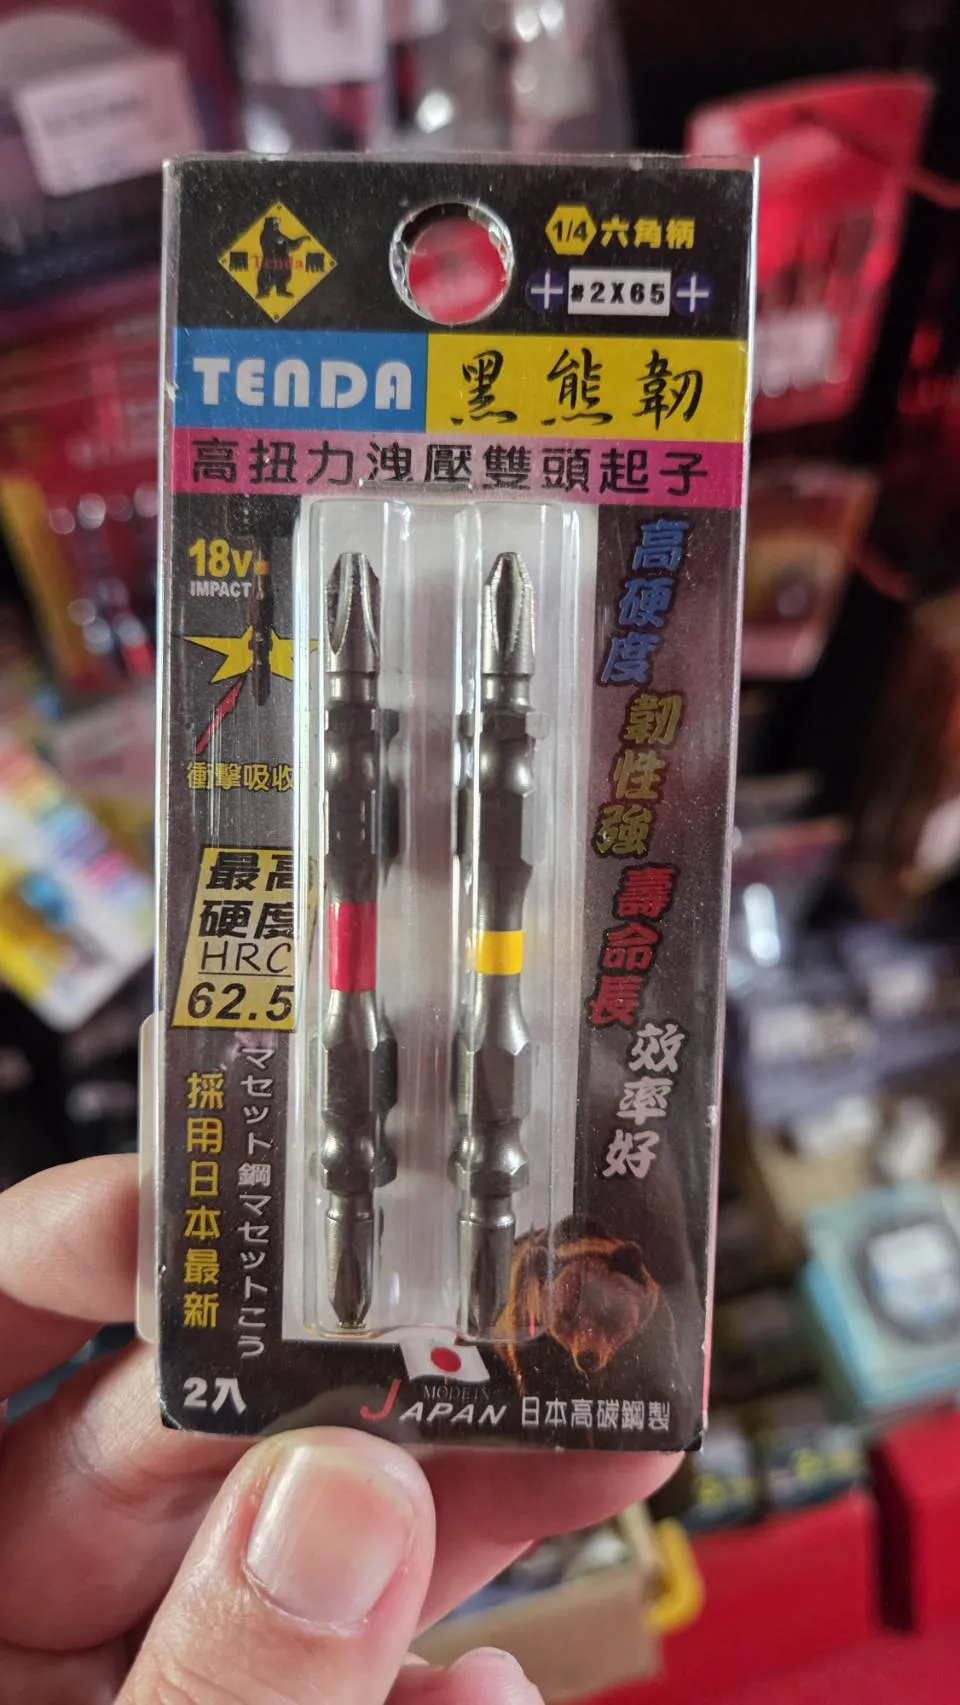 黑 Tenda 熊
1/4 六角柄
#2X65
TENDA 黑熊韌
高扭力洩壓雙頭起子
18v
IMPACT
衝擊吸收
最高
硬度
HRC
62.5
採用日本最新
マセット鋼マセットこう
高硬度
韌性強
壽命長
效率好
2入
MODE IN
JAPAN 日本高碳鋼製